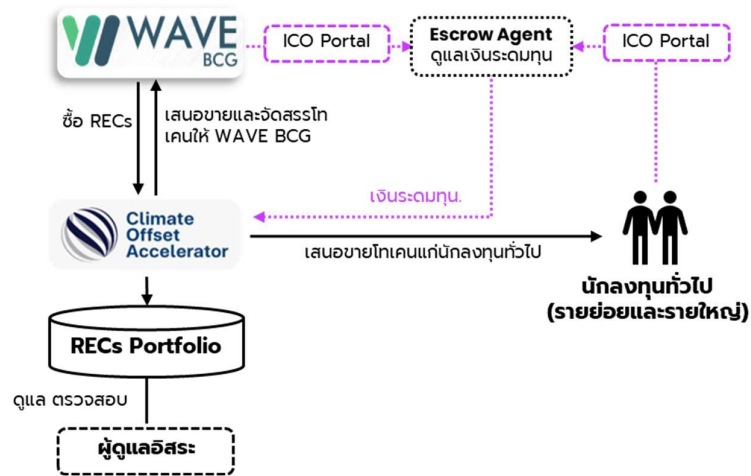 WAVE
BCG
ICO Portal
Escrow Agent
ดูแลเงินระดมทุน
ICO Portal
ซื้อ RECs
เสนอขายและจัดสรรโท
เคนให้ WAVE BCG
เงินระดมทุน.
Climate
Offset
Accelerator
เสนอขายโทเคนแก่นักลงทุนทั่วไป
นักลงทุนทั่วไป
(รายย่อยและรายใหญ่)
RECs Portfolio
ดูแล ตรวจสอบ
ผู้ดูแลอิสระ